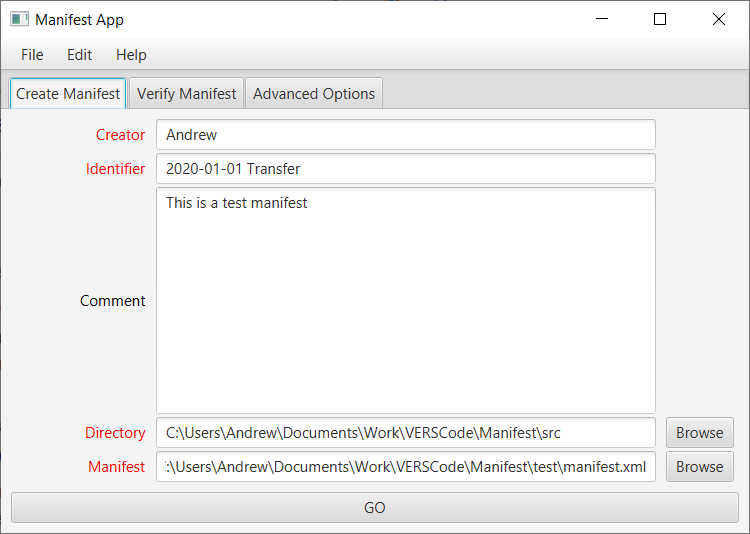 Manifest App
File Edit Help
Create Manifest Verify Manifest Advanced Options
Creator Andrew
Identifier 2020-01-01 Transfer
This is a test manifest
Comment
Directory C:\Users\Andrew\Documents\Work\VERSCode\Manifest\src Browse
Manifest :\Users\Andrew\Documents\Work\VERSCode\Manifest\test\manifest.xml Browse
GO